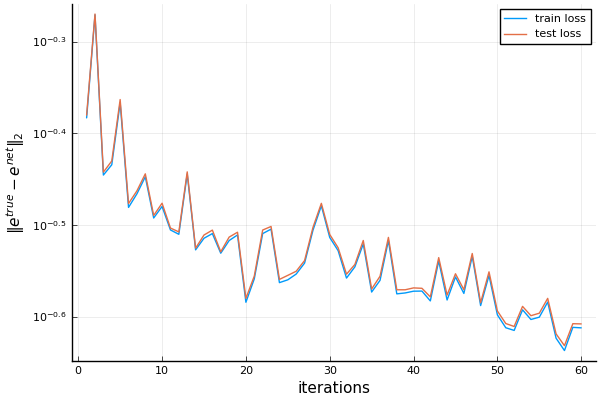 train loss
test loss
10^-0.3
10^-0.4
10^-0.5
10^-0.6
‖e^true − e^net‖₂
0 10 20 30 40 50 60
iterations